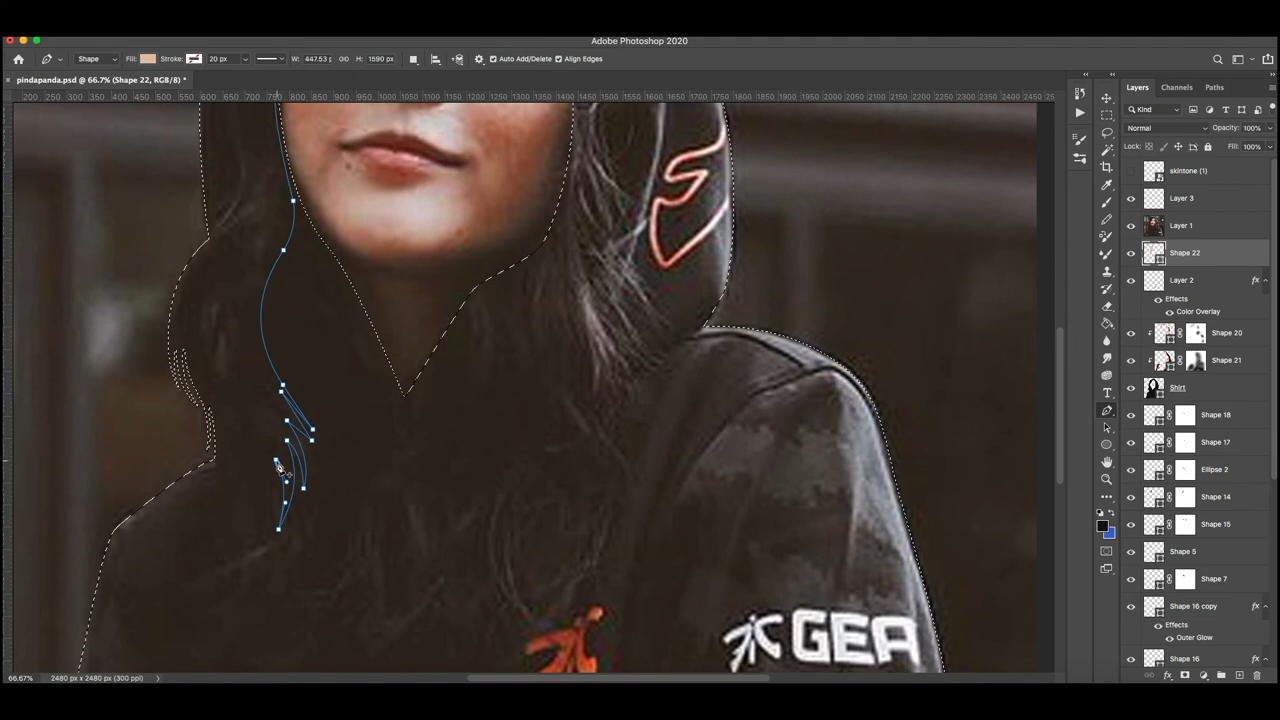 Adobe Photoshop 2020
Shape Fill: Stroke: 20 px W: 447.53 p GO H: 1590 px Auto Add/Delete Align Edges
pindapanda.psd @ 66.7% (Shape 22, RGB/8) *
200 250 300 350 400 450 500 550 600 650 700 750 800 850 900 950 1000 1050 1100 1150 1200 1250 1300 1350 1400 1450 1500 1550 1600 1650 1700 1750 1800 1850 1900 1950 2000 2050 2100 2150 2200 2250 2300 2350 2400 2450 25
Layers Channels Paths
Kind
Normal Opacity: 100%
Lock: Fill: 100%
skintone (1)
Layer 3
Layer 1
Shape 22
Layer 2 fx
Effects
Color Overlay
Shape 20
Shape 21
Shirt
Shape 18
Shape 17
Ellipse 2
Shape 14
Shape 15
Shape 5
Shape 7
Shape 16 copy fx
Effects
Outer Glow
Shape 16
GEA
66.67% 2480 px x 2480 px (300 ppi)
fx